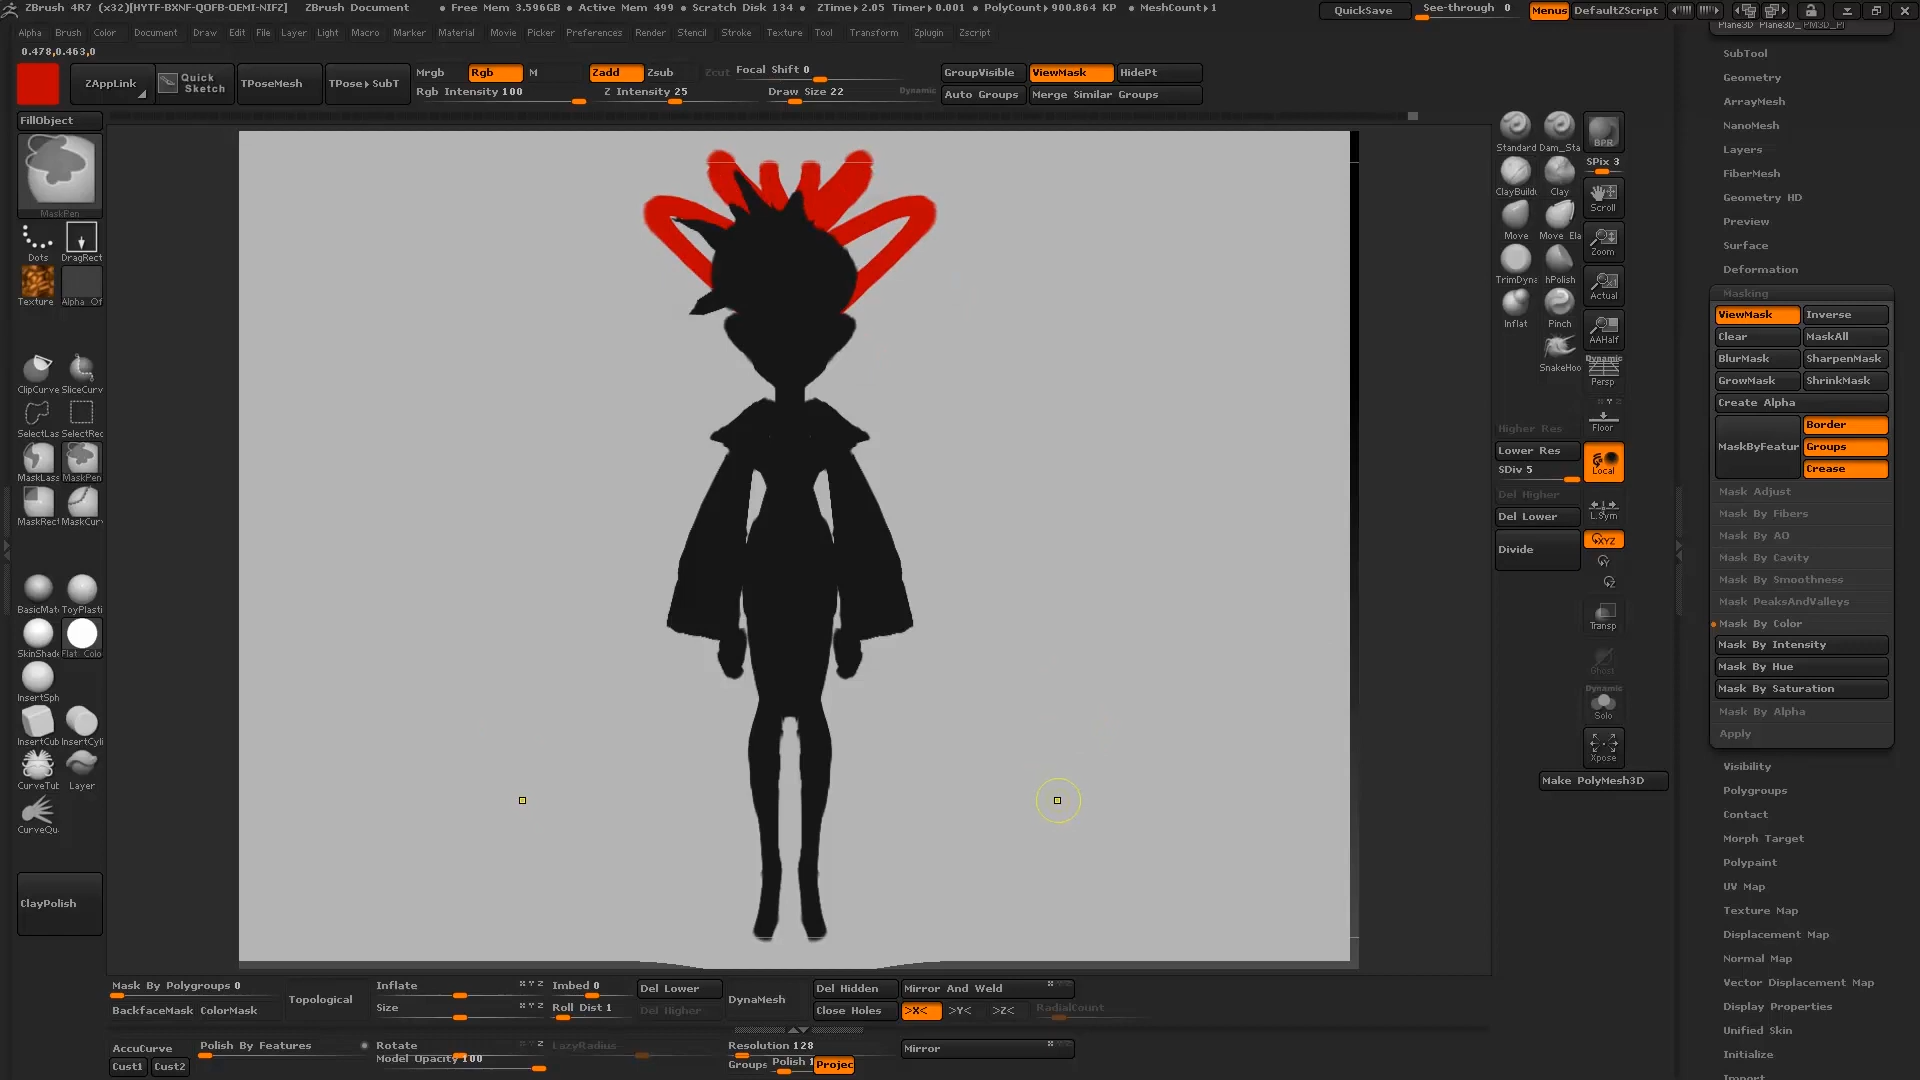 ZBrush 4R7 (x32)[HYTF-BXNF-QOFB-OEMI-NIFZ] ZBrush Document • Free Mem 3.596GB • Active Mem 499 • Scratch Disk 134 • ZTime▸2.05 Timer▸0.001 • PolyCount▸900.864 KP • MeshCount▸1 QuickSave See-through 0 Menus DefaultZScript
Alpha Brush Color Document Draw Edit File Layer Light Macro Marker Material Movie Picker Preferences Render Stencil Stroke Texture Tool Transform Zplugin Zscript
0.478,0.463,0
ZAppLink Quick Sketch TPoseMesh TPose▸SubT
Mrgb Rgb M Zadd Zsub Zcut Focal Shift 0
Rgb Intensity 100 Z Intensity 25 Draw Size 22 Dynamic
GroupVisible ViewMask HidePt
Auto Groups Merge Similar Groups
FillObject
MaskPen
Dots DragRect
Texture Alpha Of
ClipCurve SliceCurv
SelectLas SelectRec
MaskLass MaskPen
MaskRect MaskCurv
BasicMat ToyPlasti
SkinShade Flat Colo
InsertSph
InsertCub InsertCyli
CurveTub Layer
CurveQu
ClayPolish
Standard Dam_Sta
ClayBuildu Clay
Move Move Ela
TrimDyna hPolish
Inflat Pinch
SnakeHoo
Higher Res
Lower Res
SDiv 5
Del Higher
Del Lower
Divide
BPR
SPix 3
Scroll
Zoom
Actual
AAHalf
Dynamic
Persp
Floor
Local
L.Sym
XYZ
Transp
Ghost
Dynamic
Solo
Xpose
Make PolyMesh3D
SubTool
Geometry
ArrayMesh
NanoMesh
Layers
FiberMesh
Geometry HD
Preview
Surface
Deformation
Masking
ViewMask Inverse
Clear MaskAll
BlurMask SharpenMask
GrowMask ShrinkMask
Create Alpha
MaskByFeatur Border
Groups
Crease
Mask Adjust
Mask By Fibers
Mask By AO
Mask By Cavity
Mask By Smoothness
Mask PeaksAndValleys
Mask By Color
Mask By Intensity
Mask By Hue
Mask By Saturation
Mask By Alpha
Apply
Visibility
Polygroups
Contact
Morph Target
Polypaint
UV Map
Texture Map
Displacement Map
Normal Map
Vector Displacement Map
Display Properties
Unified Skin
Initialize
Import
Mask By Polygroups 0 Topological Inflate X Y Z Imbed 0 Del Lower DynaMesh Del Hidden Mirror And Weld
BackfaceMask ColorMask Size X Y Z Roll Dist 1 Del Higher Close Holes >X< >Y< >Z< RadialCount
AccuCurve Polish By Features Rotate LazyRadius Resolution 128 Mirror
Cust1 Cust2 Model Opacity 100 Groups Polish 1 Projec